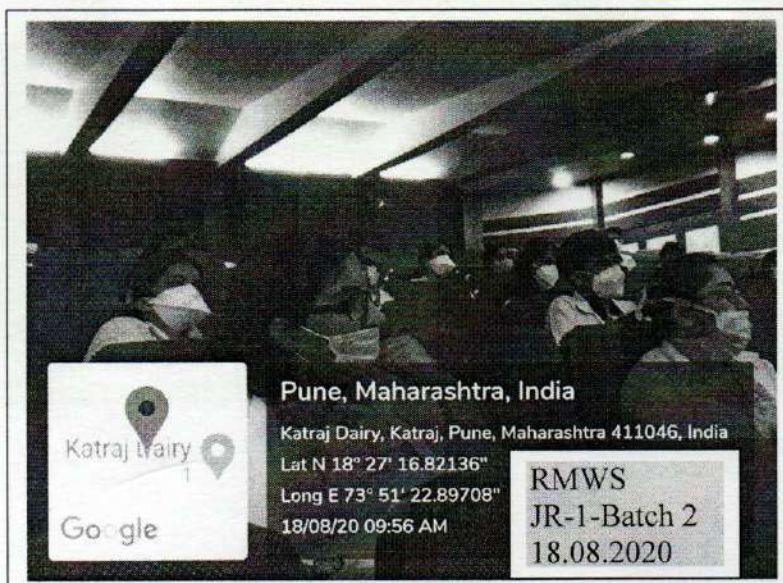 Pune, Maharashtra, India
Katraj Dairy, Katraj, Pune, Maharashtra 411046, India
Lat N 18° 27' 16.82136"
Long E 73° 51' 22.89708"
18/08/20 09:56 AM
Katraj Dairy
1
Google
RMWS
JR-1-Batch 2
18.08.2020